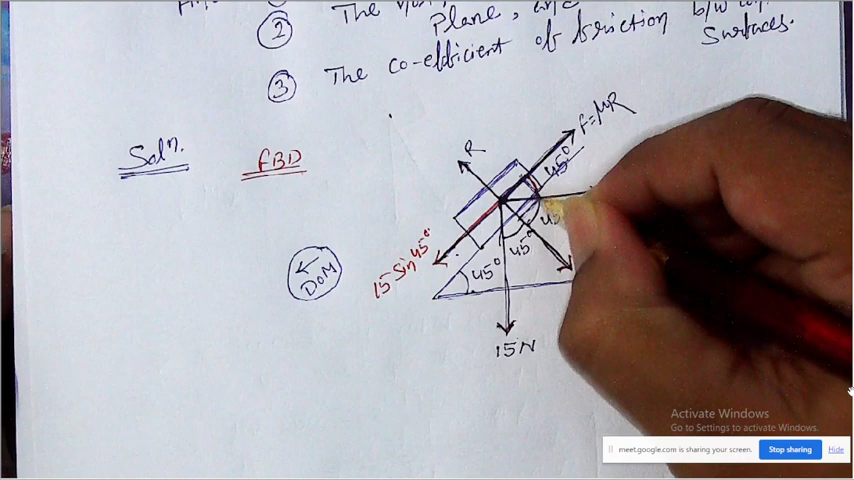 ② The
Plane,
③ The co-efficient of friction b/w
Surfaces.
Solⁿ.
FBD
R
F=μR
45°
15 Sin 45°
DOM
45°
45°
15N
Activate Windows
Go to Settings to activate Windows.
meet.google.com is sharing your screen.
Stop sharing
Hide